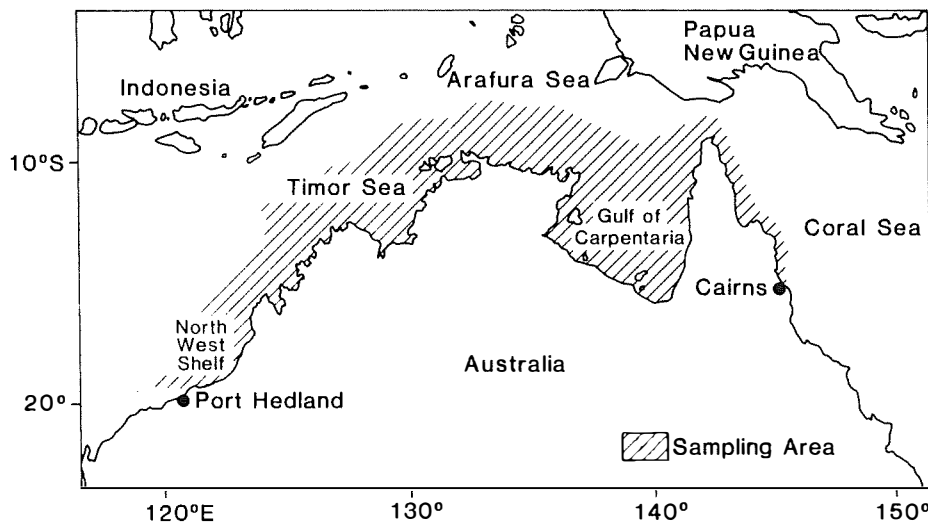 Papua
New Guinea
Arafura Sea
Indonesia
10°S
Timor Sea
Gulf of
Carpentaria
Coral Sea
Cairns
North
West
Shelf
Australia
20°
Port Hedland
Sampling Area
120°E
130°
140°
150°